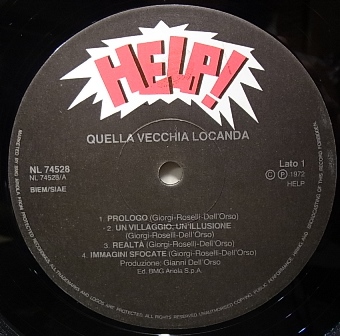 HELP!
QUELLA VECCHIA LOCANDA
NL 74528
NL 74528/A
BIEM/SIAE
Lato 1
© ℗ 1972
HELP
1. PROLOGO (Giorgi-Roselli-Dell'Orso)
2. UN VILLAGGIO, UN'ILLUSIONE
(Giorgi-Roselli-Dell'Orso)
3. REALTÀ (Giorgi-Roselli-Dell'Orso)
4. IMMAGINI SFOCATE (Giorgi-Roselli-Dell'Orso)
Produzione: Gianni Dell'Orso
Ed. BMG Ariola S.p.A.